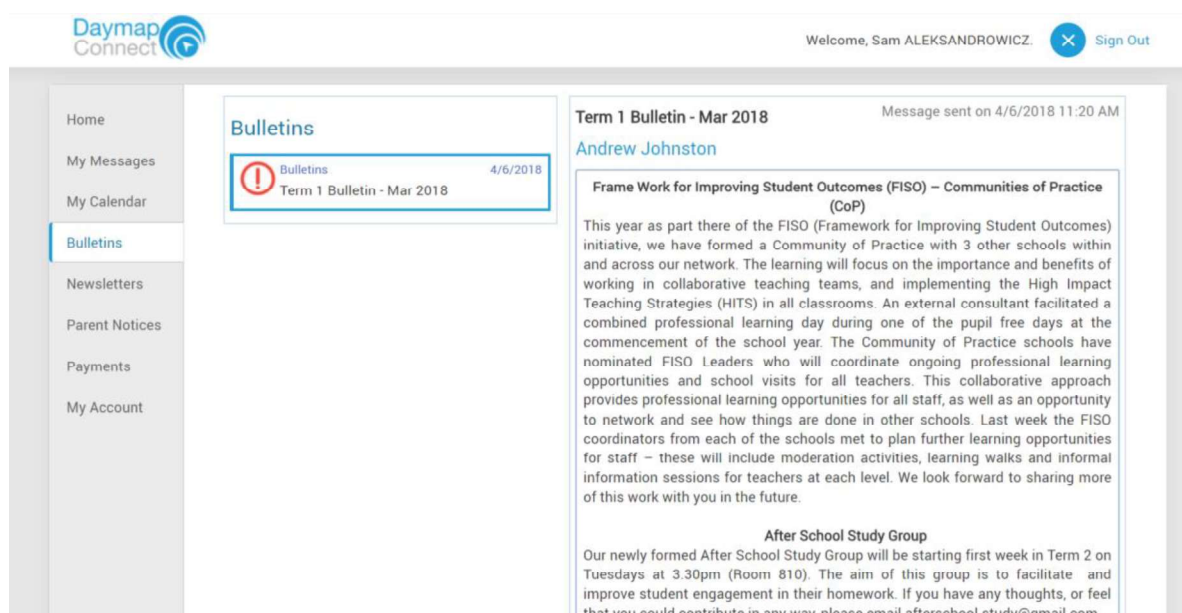 Daymap
Connect
Welcome, Sam ALEKSANDROWICZ.
Sign Out
Home
My Messages
My Calendar
Bulletins
Newsletters
Parent Notices
Payments
My Account
Bulletins
Bulletins 4/6/2018
Term 1 Bulletin - Mar 2018
Term 1 Bulletin - Mar 2018 Message sent on 4/6/2018 11:20 AM
Andrew Johnston
Frame Work for Improving Student Outcomes (FISO) – Communities of Practice
(CoP)
This year as part there of the FISO (Framework for Improving Student Outcomes)
initiative, we have formed a Community of Practice with 3 other schools within
and across our network. The learning will focus on the importance and benefits of
working in collaborative teaching teams, and implementing the High Impact
Teaching Strategies (HITS) in all classrooms. An external consultant facilitated a
combined professional learning day during one of the pupil free days at the
commencement of the school year. The Community of Practice schools have
nominated FISO Leaders who will coordinate ongoing professional learning
opportunities and school visits for all teachers. This collaborative approach
provides professional learning opportunities for all staff, as well as an opportunity
to network and see how things are done in other schools. Last week the FISO
coordinators from each of the schools met to plan further learning opportunities
for staff – these will include moderation activities, learning walks and informal
information sessions for teachers at each level. We look forward to sharing more
of this work with you in the future.
After School Study Group
Our newly formed After School Study Group will be starting first week in Term 2 on
Tuesdays at 3.30pm (Room 810). The aim of this group is to facilitate and
improve student engagement in their homework. If you have any thoughts, or feel
that you could contribute in any way, please email afterschool.study@gmail.com